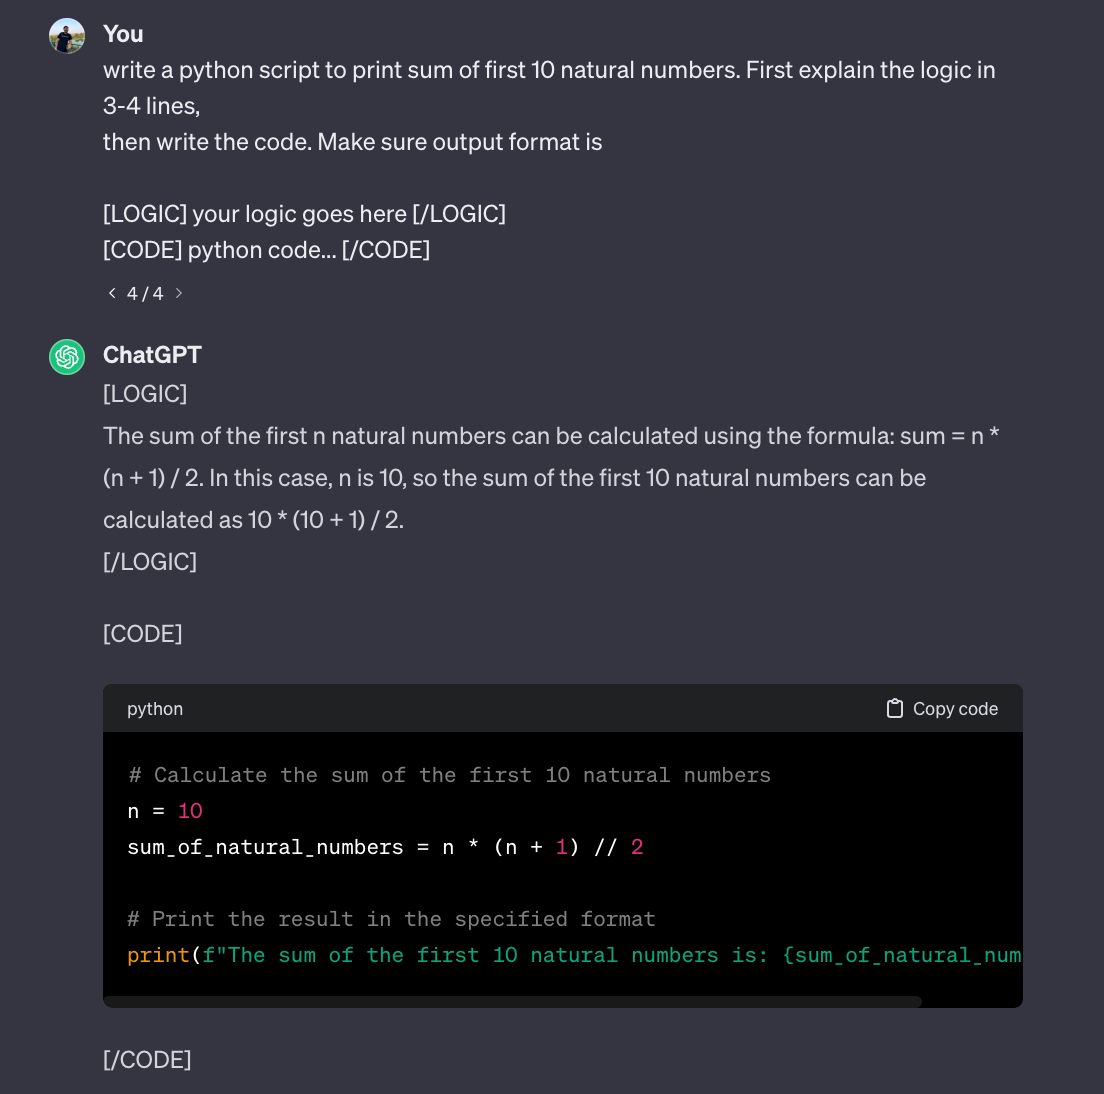 You
write a python script to print sum of first 10 natural numbers. First explain the logic in
3-4 lines,
then write the code. Make sure output format is
[LOGIC] your logic goes here [/LOGIC]
[CODE] python code... [/CODE]
< 4 / 4 >
ChatGPT
[LOGIC]
The sum of the first n natural numbers can be calculated using the formula: sum = n *
(n + 1) / 2. In this case, n is 10, so the sum of the first 10 natural numbers can be
calculated as 10 * (10 + 1) / 2.
[/LOGIC]
[CODE]
python Copy code
# Calculate the sum of the first 10 natural numbers
n = 10
sum_of_natural_numbers = n * (n + 1) // 2
# Print the result in the specified format
print(f"The sum of the first 10 natural numbers is: {sum_of_natural_num
[/CODE]